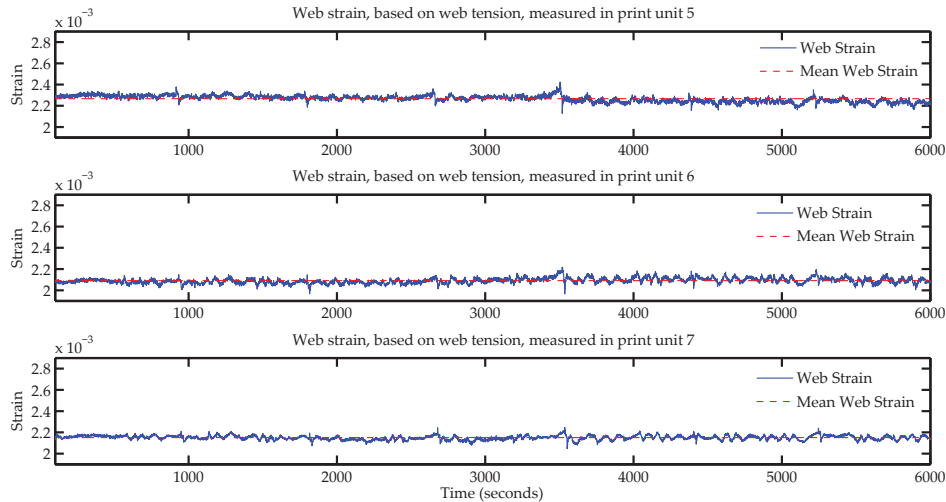 Web strain, based on web tension, measured in print unit 5
x 10⁻³
2.8
2.6
2.4
2.2
2
Strain
Web Strain
Mean Web Strain
1000 2000 3000 4000 5000 6000
Web strain, based on web tension, measured in print unit 6
x 10⁻³
2.8
2.6
2.4
2.2
2
Strain
Web Strain
Mean Web Strain
1000 2000 3000 4000 5000 6000
Web strain, based on web tension, measured in print unit 7
x 10⁻³
2.8
2.6
2.4
2.2
2
Strain
Web Strain
Mean Web Strain
1000 2000 3000 4000 5000 6000
Time (seconds)